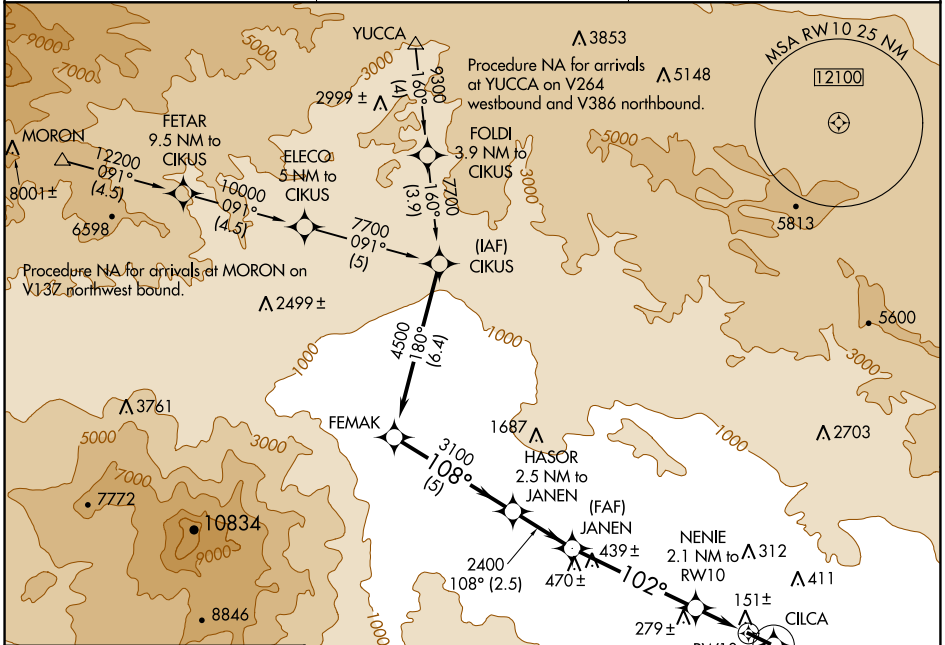 9000
7000
5000
3000
YUCCA
3853
MSA RW10 25 NM
12100
Procedure NA for arrivals
at YUCCA on V264
westbound and V386 northbound.
5148
9300
160°
(4)
2999 ±
FOLDI
3.9 NM to
CIKUS
7700
160°
(3.9)
5000
3000
5813
MORON
8001±
12200
091°
(4.5)
FETAR
9.5 NM to
CIKUS
10000
091°
(4.5)
ELECO
5 NM to
CIKUS
7700
091°
(5)
6598
(IAF)
CIKUS
Procedure NA for arrivals at MORON on
V137 northwest bound.
2499 ±
5600
3000
1000
4500
180°
(6.4)
1000
3761
5000
3000
7000
7772
10834
9000
8846
1000
FEMAK
3100
108°
(5)
1687
HASOR
2.5 NM to
JANEN
1000
2703
(FAF)
JANEN
2400
108° (2.5)
470 ±
439 ±
102°
NENIE
2.1 NM to
RW10
312
411
279 ±
151 ±
CILCA